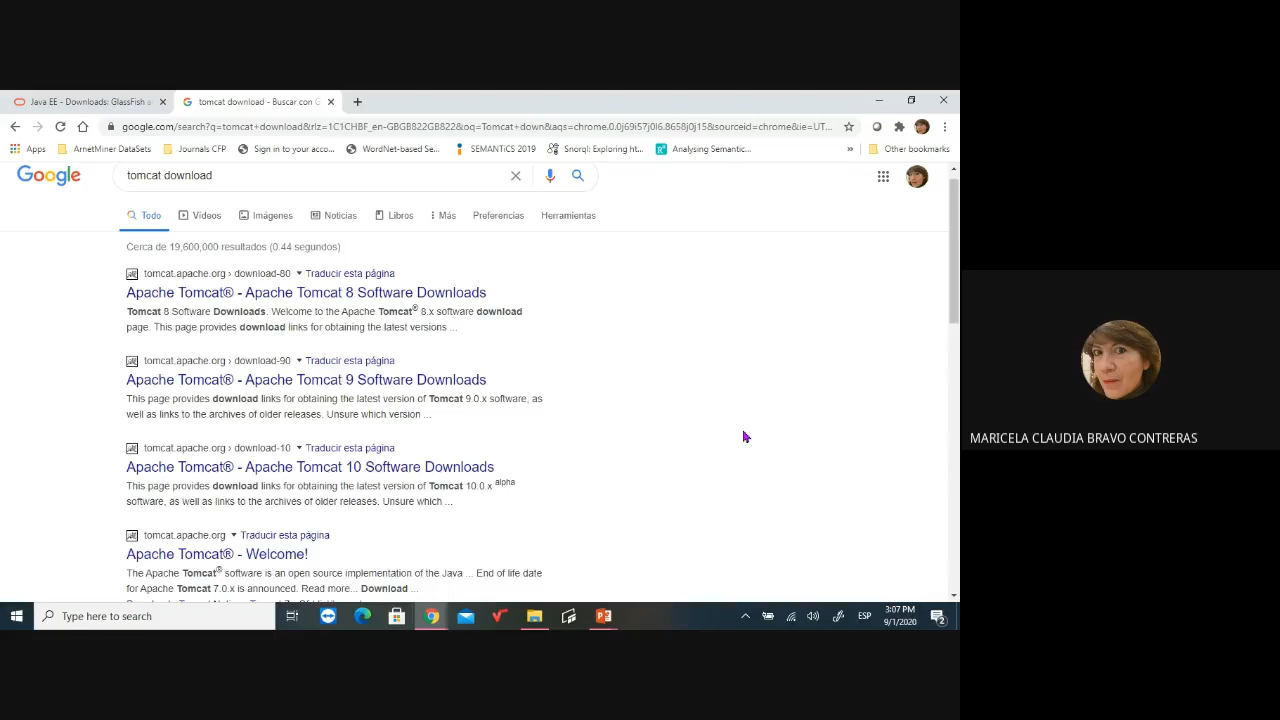 Java EE - Downloads: GlassFish
tomcat download - Buscar con G
google.com/search?q=tomcat+download&rlz=1C1CHBF_en-GBGB822GB822&oq=Tomcat+down&aqs=chrome.0.0j69i57j0l6.8658j0j15&sourceid=chrome&ie=UT...
Apps ArnetMiner DataSets Journals CFP Sign in to your acco... WordNet-based Se... SEMANTiCS 2019 Snorql: Exploring ht... Analysing Semantic... » Other bookmarks
Google tomcat download
Todo Vídeos Imágenes Noticias Libros Más Preferencias Herramientas
Cerca de 19,600,000 resultados (0.44 segundos)
tomcat.apache.org › download-80 Traducir esta página
Apache Tomcat® - Apache Tomcat 8 Software Downloads
Tomcat 8 Software Downloads. Welcome to the Apache Tomcat® 8.x software download
page. This page provides download links for obtaining the latest versions ...
tomcat.apache.org › download-90 Traducir esta página
Apache Tomcat® - Apache Tomcat 9 Software Downloads
This page provides download links for obtaining the latest version of Tomcat 9.0.x software, as
well as links to the archives of older releases. Unsure which version ...
tomcat.apache.org › download-10 Traducir esta página
Apache Tomcat® - Apache Tomcat 10 Software Downloads
This page provides download links for obtaining the latest version of Tomcat 10.0.x alpha
software, as well as links to the archives of older releases. Unsure which ...
tomcat.apache.org Traducir esta página
Apache Tomcat® - Welcome!
The Apache Tomcat® software is an open source implementation of the Java ... End of life date
for Apache Tomcat 7.0.x is announced. Read more... Download ...
MARICELA CLAUDIA BRAVO CONTRERAS
Type here to search
ESP
3:07 PM
9/1/2020
2